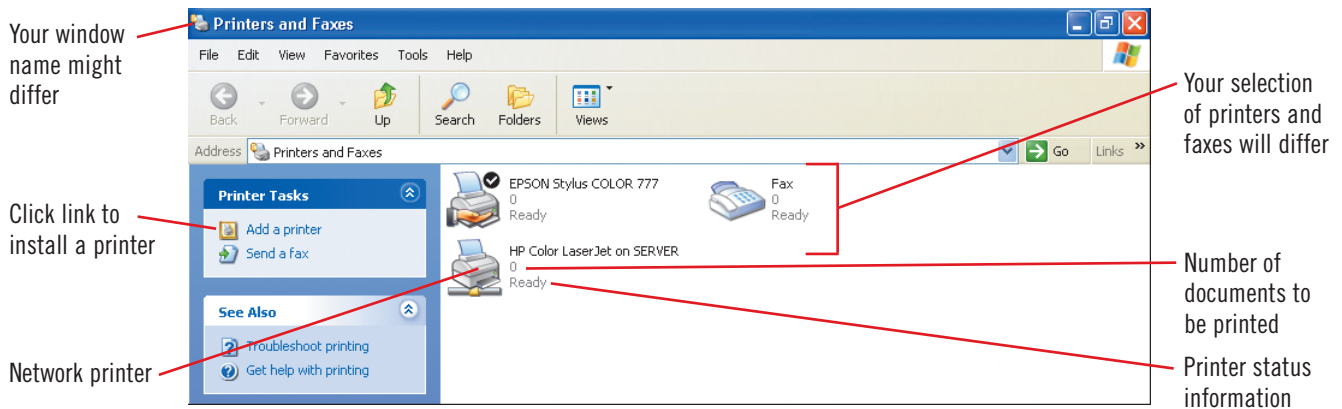 Your window
name might
differ
Click link to
install a printer
Network printer
Printers and Faxes
File Edit View Favorites Tools Help
Back Forward Up Search Folders Views
Address Printers and Faxes Go Links »
Printer Tasks
Add a printer
Send a fax
See Also
Troubleshoot printing
Get help with printing
EPSON Stylus COLOR 777
0
Ready
Fax
0
Ready
HP Color LaserJet on SERVER
0
Ready
Your selection
of printers and
faxes will differ
Number of
documents to
be printed
Printer status
information